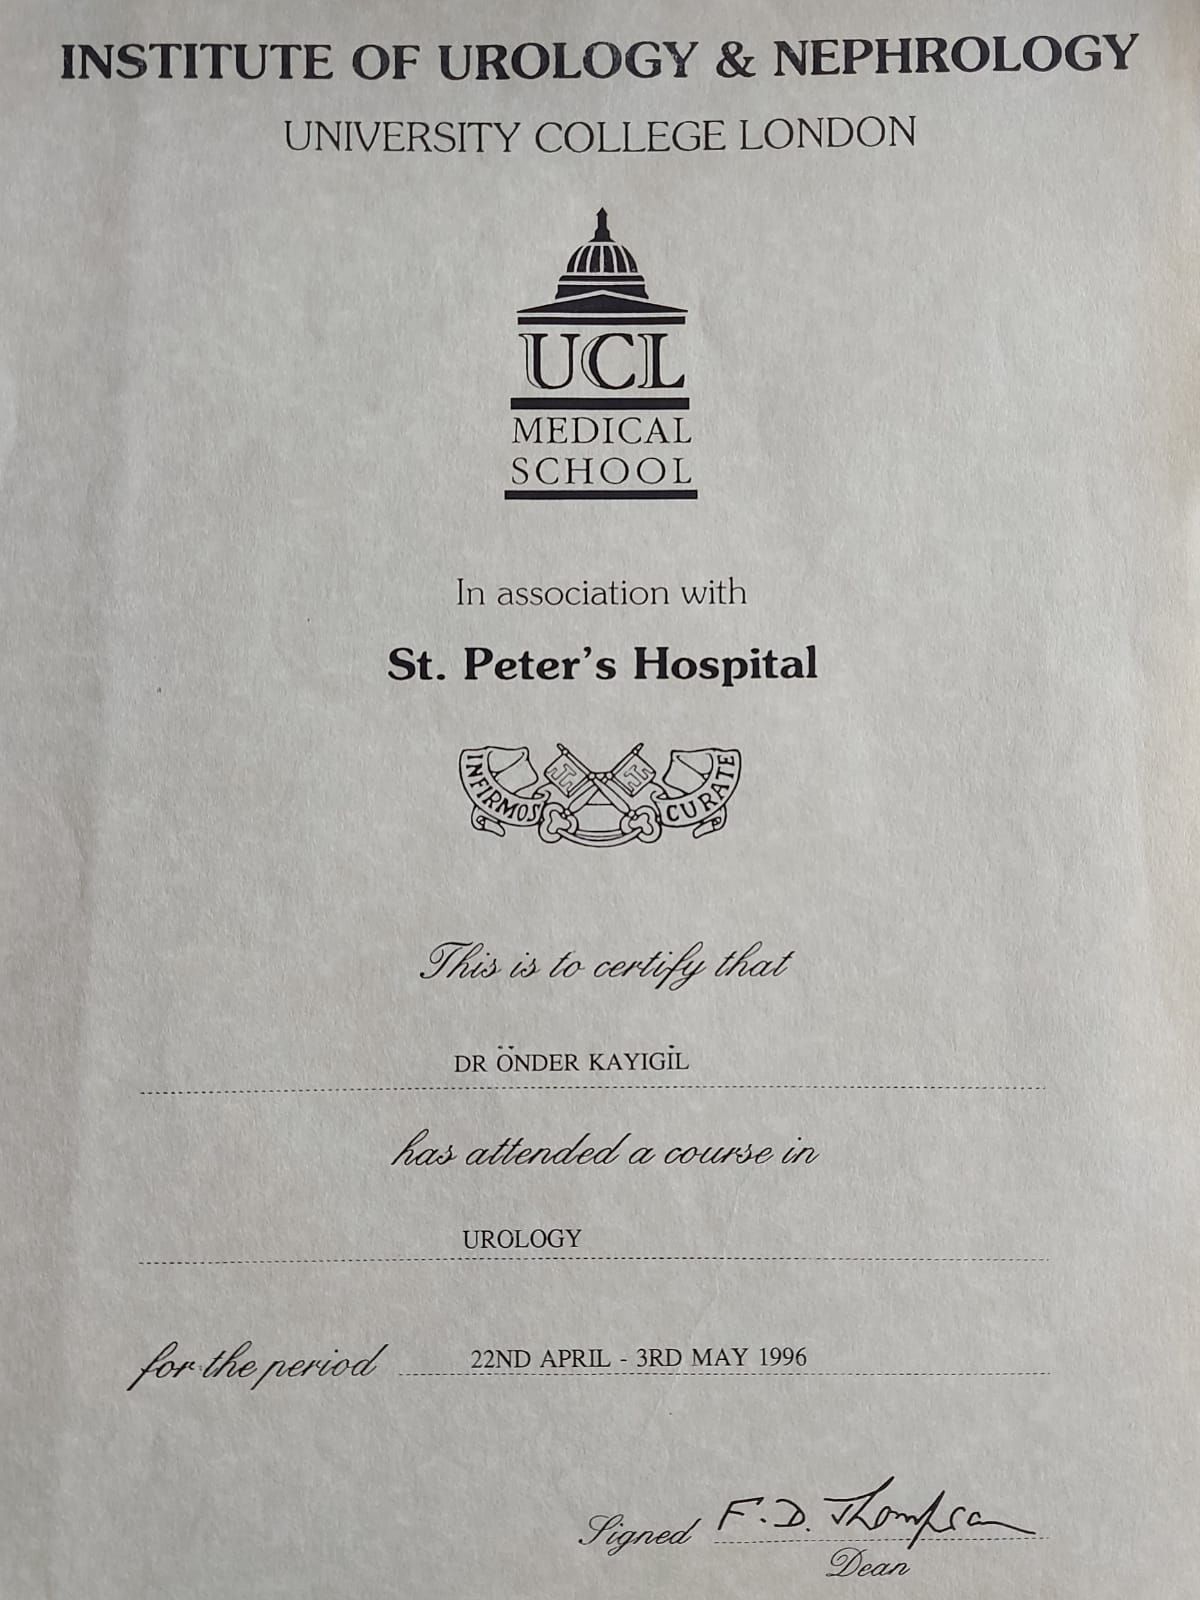 INSTITUTE OF UROLOGY & NEPHROLOGY
UNIVERSITY COLLEGE LONDON
UCL
MEDICAL
SCHOOL
In association with
St. Peter's Hospital
INFIRMOS CURATE
This is to certify that
DR ÖNDER KAYIGİL
has attended a course in
UROLOGY
for the period 22ND APRIL - 3RD MAY 1996
Signed F. D. Thompson
Dean